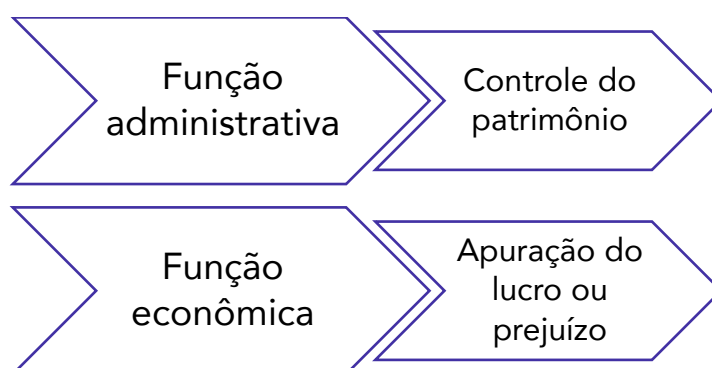 Função
administrativa
Controle do
patrimônio
Função
econômica
Apuração do
lucro ou
prejuízo